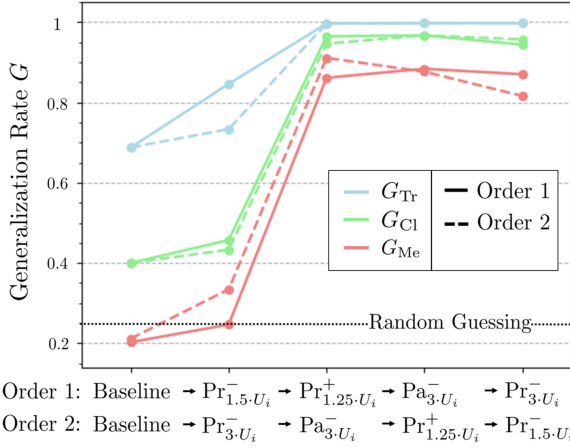 Generalization Rate G
1
0.8
0.6
0.4
0.2
G_Tr
G_Cl
G_Me
Order 1
Order 2
Random Guessing
Order 1: Baseline → Pr⁻_{1.5·U_i} → Pr⁺_{1.25·U_i} → Pa⁻_{3·U_i} → Pr⁻_{3·U_i}
Order 2: Baseline → Pr⁻_{3·U_i} → Pa⁻_{3·U_i} → Pr⁺_{1.25·U_i} → Pr⁻_{1.5·U_i}